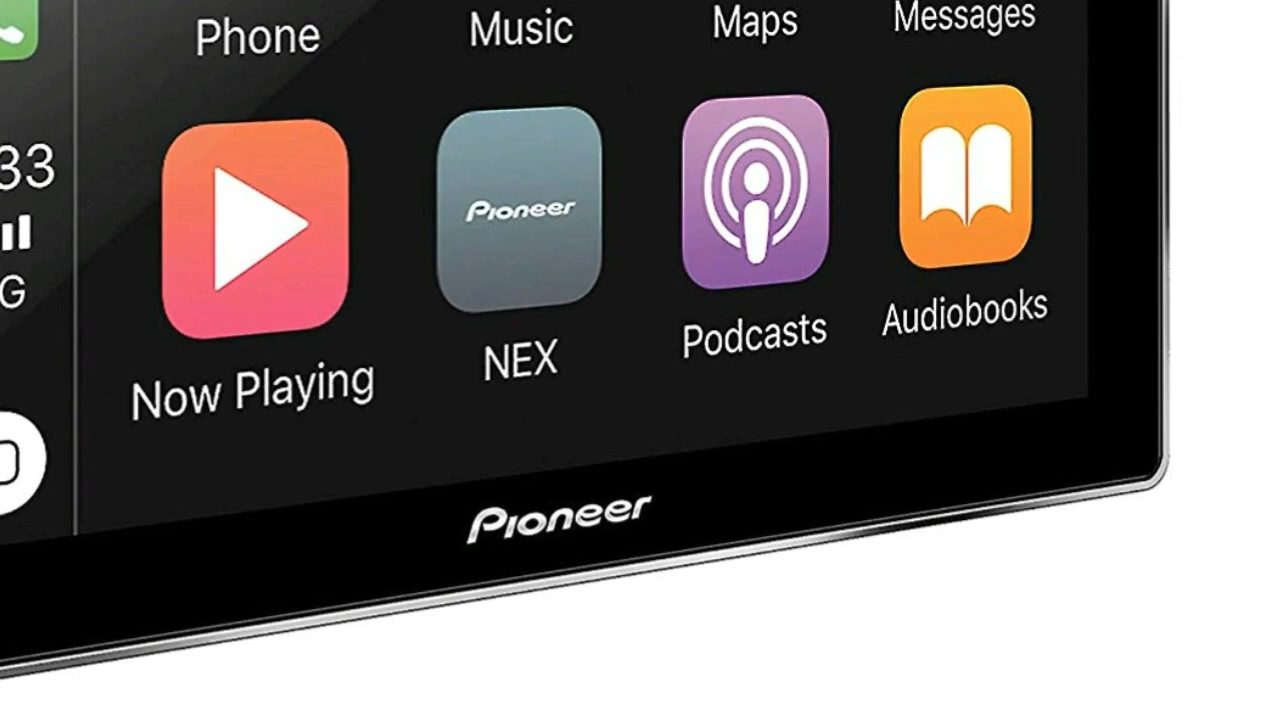 Phone Music Maps Messages
33
G
Pioneer
Now Playing NEX Podcasts Audiobooks
Pioneer